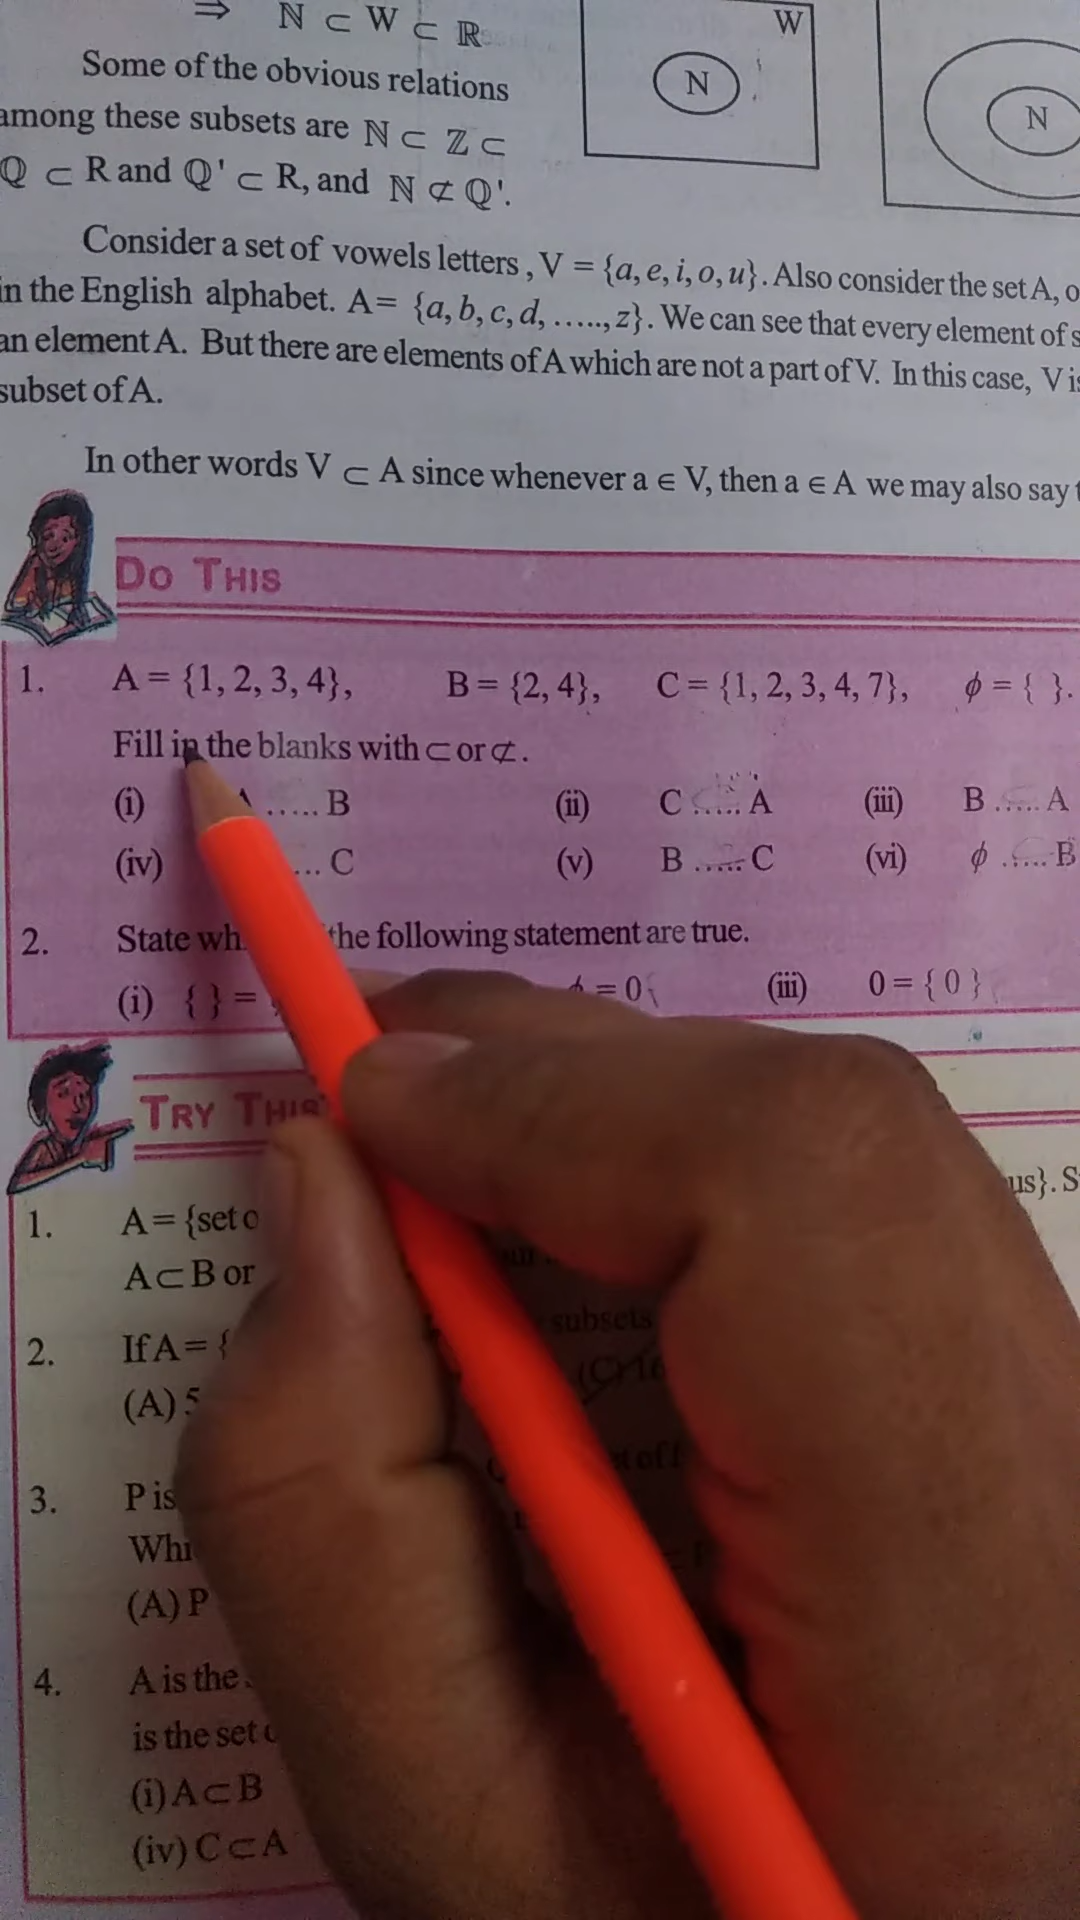 ⇒ ℕ ⊂ W ⊂ ℝ
W
N
N
Some of the obvious relations
among these subsets are ℕ ⊂ ℤ ⊂
ℚ ⊂ R and ℚ' ⊂ R, and ℕ ⊄ ℚ'.
Consider a set of vowels letters , V = {a, e, i, o, u}. Also consider the set A, o
in the English alphabet. A= {a, b, c, d, ....., z}. We can see that every element of s
an element A. But there are elements of A which are not a part of V. In this case, V is
subset of A.
In other words V ⊂ A since whenever a ∈ V, then a ∈ A we may also say t
DO THIS
1. A = {1, 2, 3, 4}, B = {2, 4}, C = {1, 2, 3, 4, 7}, ϕ = { }.
Fill in the blanks with ⊂ or ⊄.
(i) ..... B (ii) C ..... A (iii) B ..... A
(iv) ... C (v) B ..... C (vi) ϕ ..... B
2. State the following statement are true.
(i) { } = = 0 (iii) 0 = { 0 }
TRY THIS
us}. S
1. A = {set o
A ⊂ B or
2. If A = {
subsets
(A) 5 (C) 16
3. P is
(A) P
4. A is the
is the set
(i) A ⊂ B
(iv) C ⊂ A